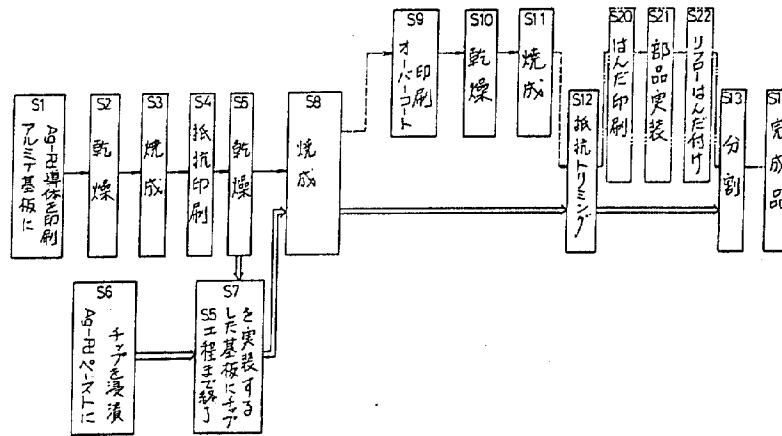 S1
アルミナ基板に
Ag-Pd導体を印刷
S2
乾燥
S3
焼成
S4
抵抗印刷
S5
乾燥
S6
Ag-Pdペーストに
チップを浸漬
S7
S5工程まで終了
した基板にチップ
を実装する
S8
焼成
S9
オーバーコート
印刷
S10
乾燥
S11
焼成
S12
抵抗トリミング
S20
はんだ印刷
S21
部品実装
S22
リフローはんだ付け
S13
分割
S1
完成品